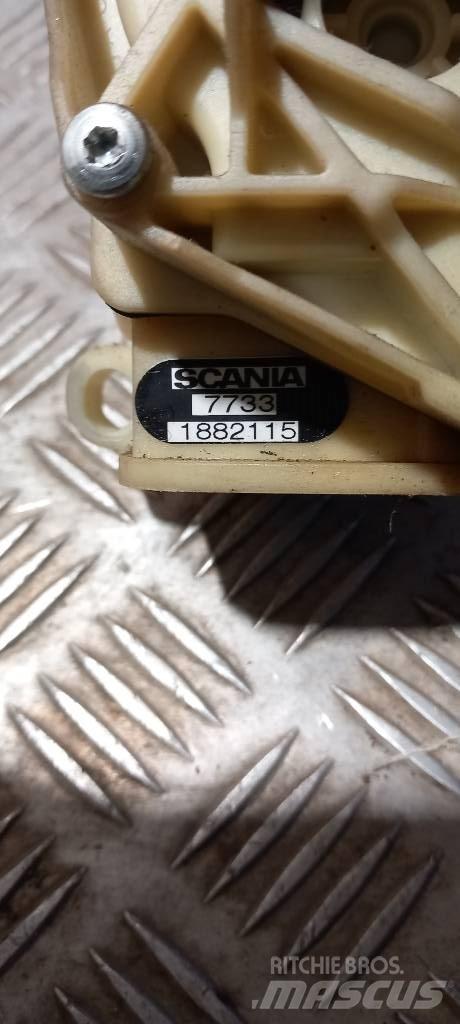 SCANIA
7733
1882115
RITCHIE BROS.
MASCUS